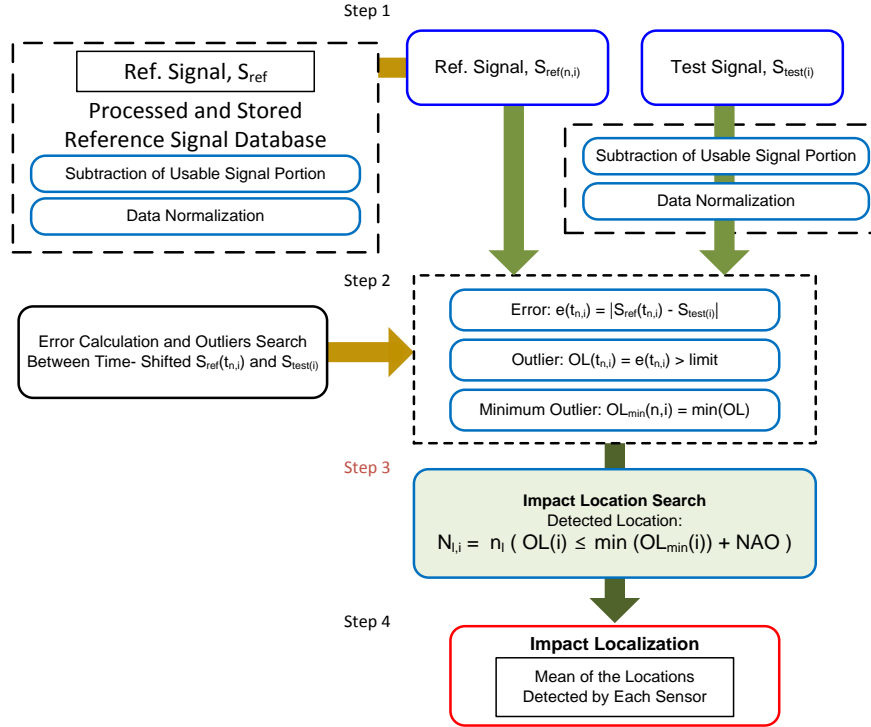 Step 1
Ref. Signal, Sref
Processed and Stored
Reference Signal Database
Subtraction of Usable Signal Portion
Data Normalization
Ref. Signal, Sref(n,i)
Test Signal, Stest(i)
Subtraction of Usable Signal Portion
Data Normalization
Step 2
Error Calculation and Outliers Search
Between Time- Shifted Sref(tn,i) and Stest(i)
Error: e(tn,i) = |Sref(tn,i) - Stest(i)|
Outlier: OL(tn,i) = e(tn,i) > limit
Minimum Outlier: OLmin(n,i) = min(OL)
Step 3
Impact Location Search
Detected Location:
Nl,i = nl ( OL(i) ≤ min (OLmin(i)) + NAO )
Step 4
Impact Localization
Mean of the Locations
Detected by Each Sensor